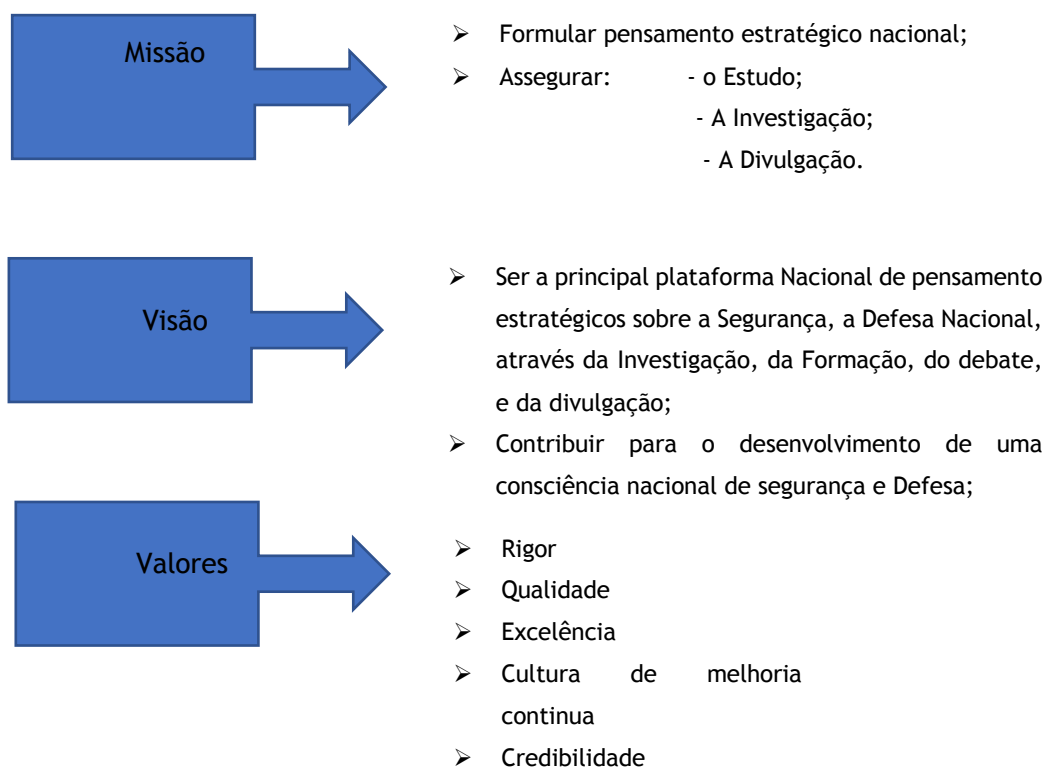 Missão
➢ Formular pensamento estratégico nacional;
➢ Assegurar: - o Estudo;
- A Investigação;
- A Divulgação.
Visão
➢ Ser a principal plataforma Nacional de pensamento
estratégicos sobre a Segurança, a Defesa Nacional,
através da Investigação, da Formação, do debate,
e da divulgação;
➢ Contribuir para o desenvolvimento de uma
consciência nacional de segurança e Defesa;
Valores
➢ Rigor
➢ Qualidade
➢ Excelência
➢ Cultura de melhoria
continua
➢ Credibilidade